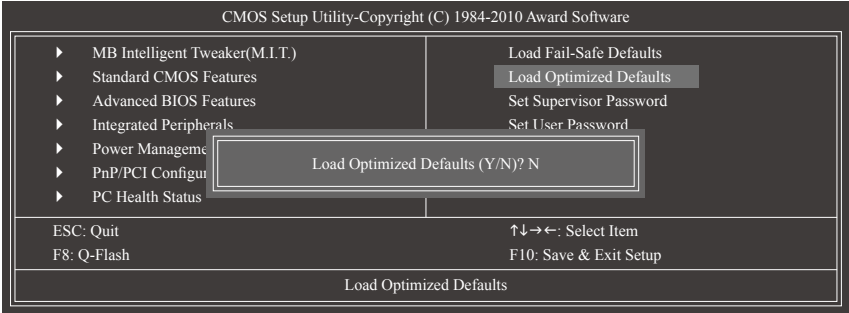 CMOS Setup Utility-Copyright (C) 1984-2010 Award Software
MB Intelligent Tweaker(M.I.T.)
Standard CMOS Features
Advanced BIOS Features
Integrated Peripherals
Power Manageme
PnP/PCI Configur
PC Health Status
Load Fail-Safe Defaults
Load Optimized Defaults
Set Supervisor Password
Set User Password
Load Optimized Defaults (Y/N)? N
ESC: Quit
F8: Q-Flash
↑↓→←: Select Item
F10: Save & Exit Setup
Load Optimized Defaults